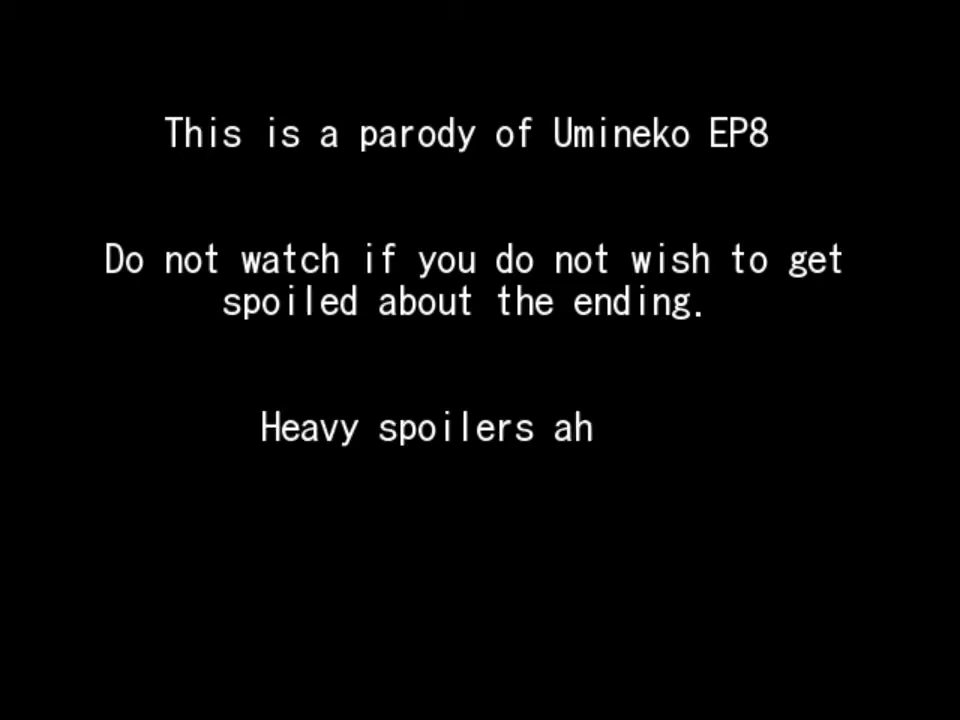 This is a parody of Umineko EP8
Do not watch if you do not wish to get
spoiled about the ending.
Heavy spoilers ah